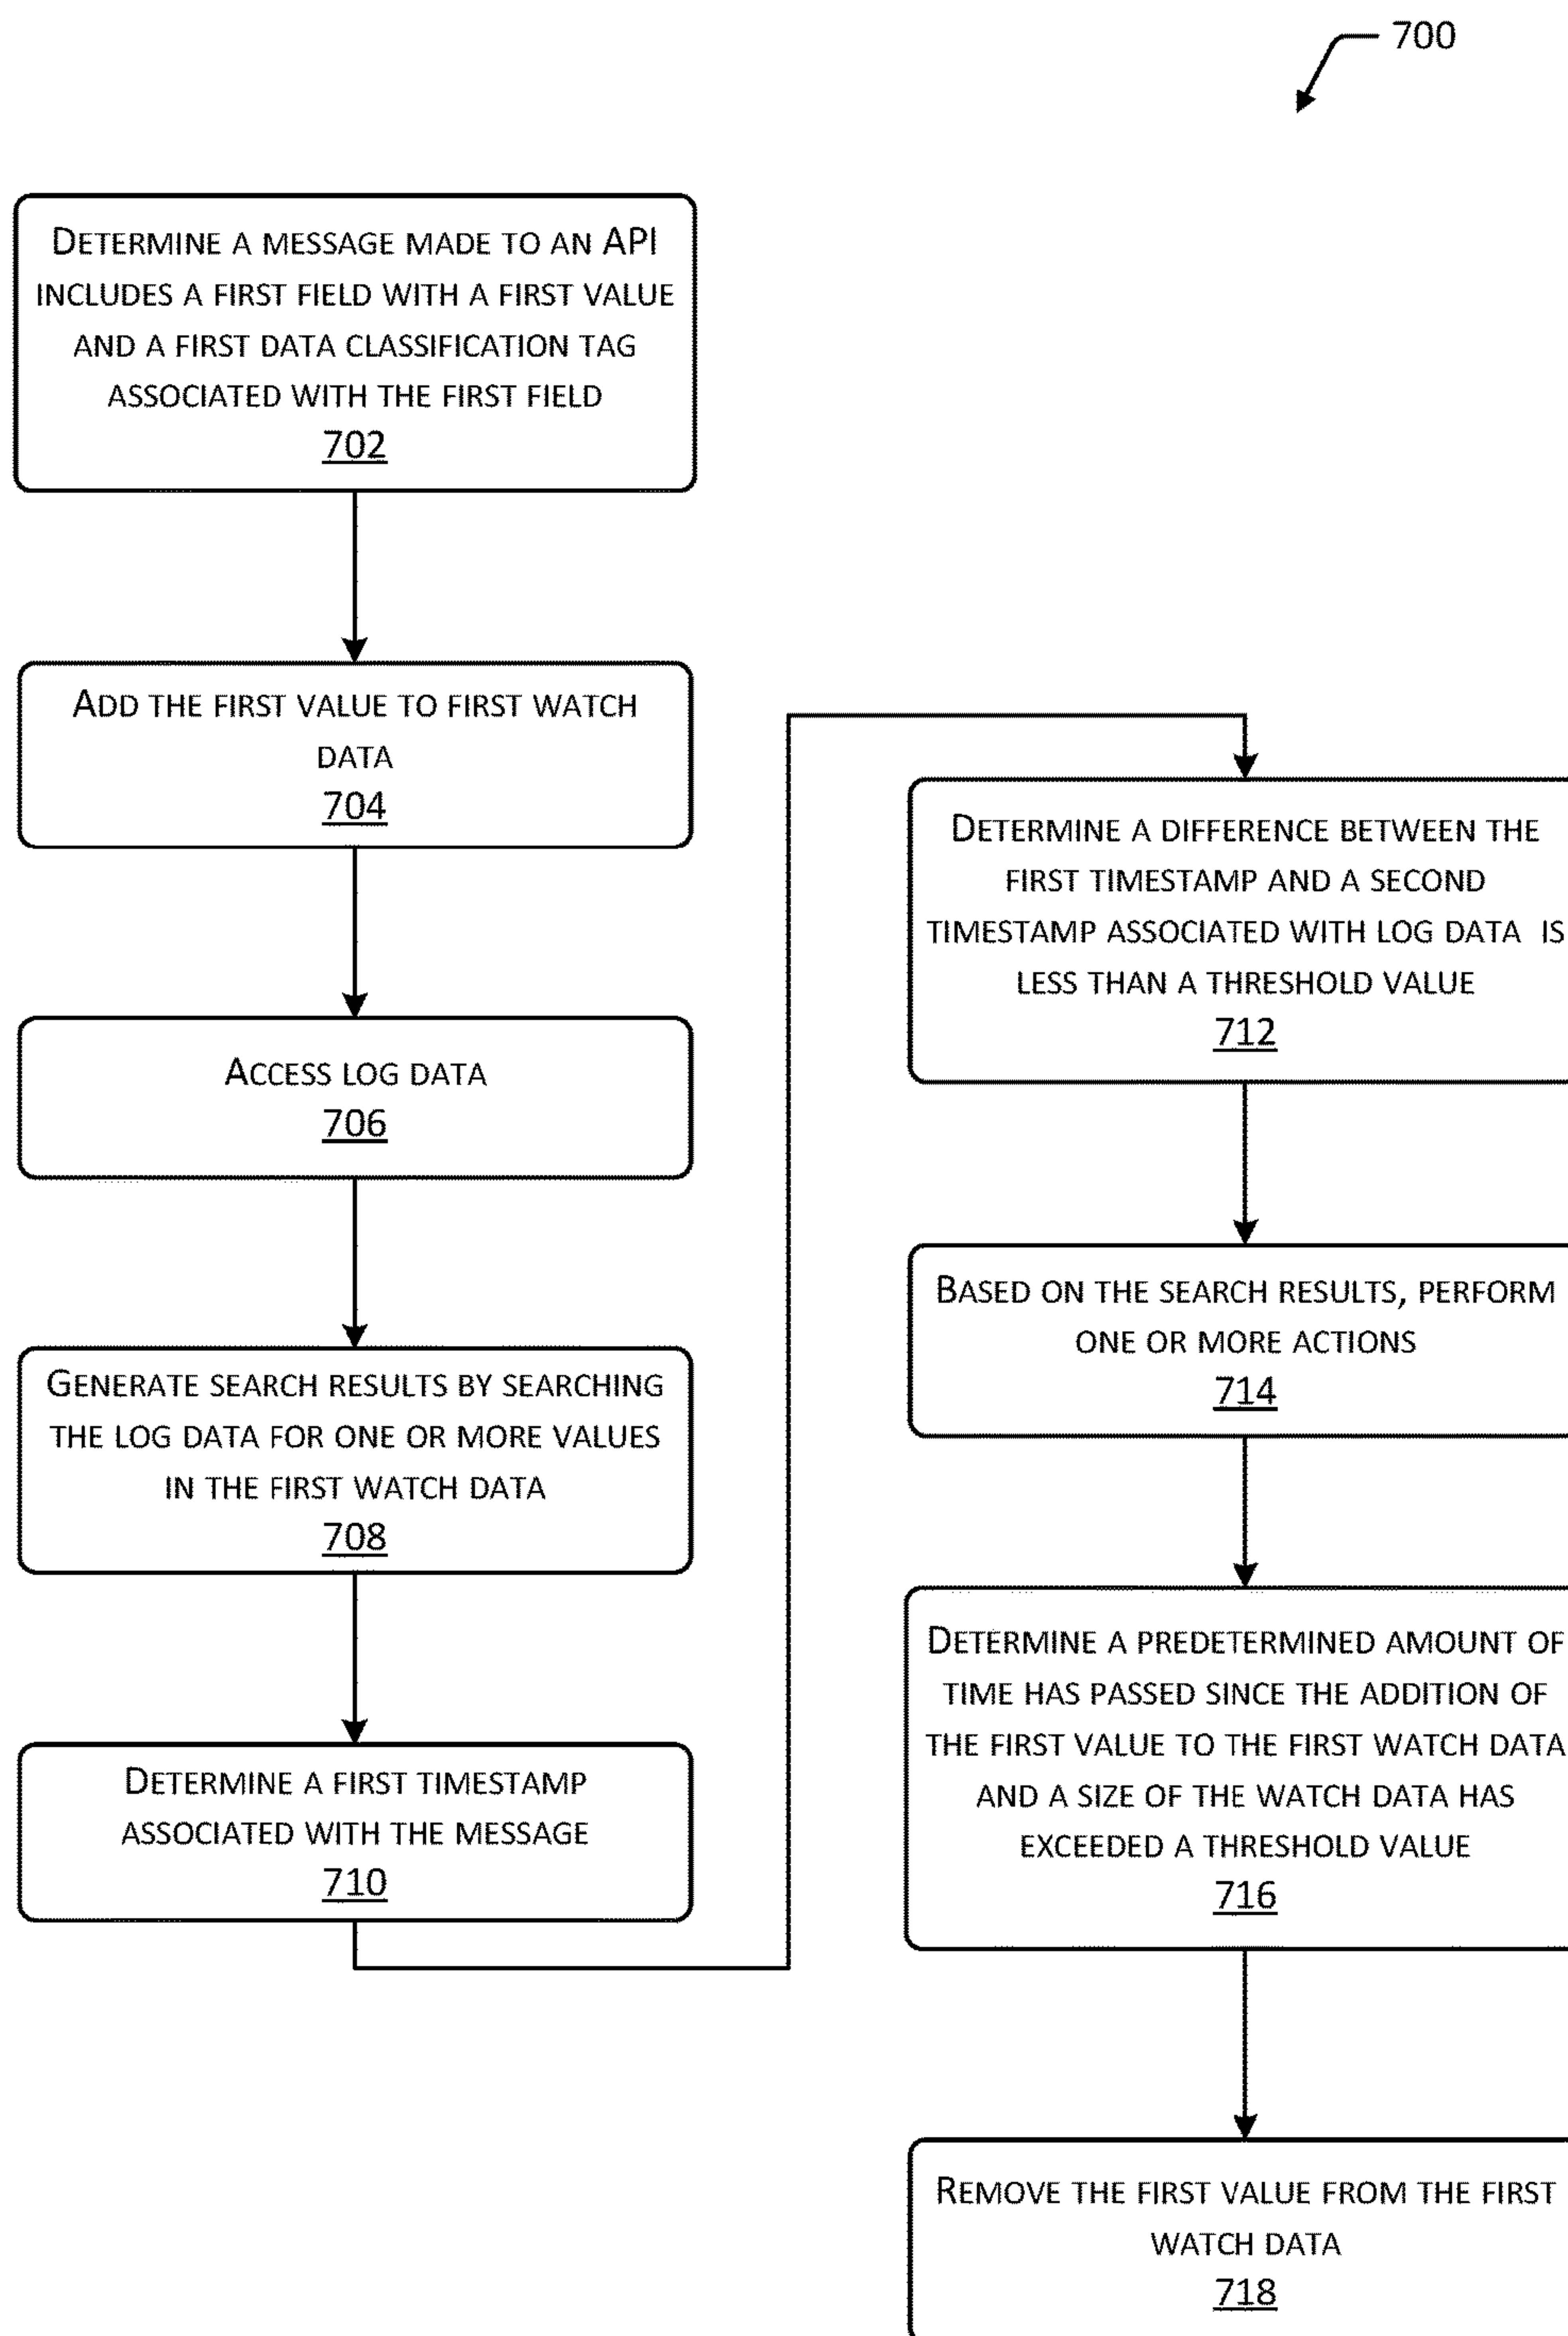 700
DETERMINE A MESSAGE MADE TO AN API
INCLUDES A FIRST FIELD WITH A FIRST VALUE
AND A FIRST DATA CLASSIFICATION TAG
ASSOCIATED WITH THE FIRST FIELD
702
ADD THE FIRST VALUE TO FIRST WATCH
DATA
704
ACCESS LOG DATA
706
GENERATE SEARCH RESULTS BY SEARCHING
THE LOG DATA FOR ONE OR MORE VALUES
IN THE FIRST WATCH DATA
708
DETERMINE A FIRST TIMESTAMP
ASSOCIATED WITH THE MESSAGE
710
DETERMINE A DIFFERENCE BETWEEN THE
FIRST TIMESTAMP AND A SECOND
TIMESTAMP ASSOCIATED WITH LOG DATA IS
LESS THAN A THRESHOLD VALUE
712
BASED ON THE SEARCH RESULTS, PERFORM
ONE OR MORE ACTIONS
714
DETERMINE A PREDETERMINED AMOUNT OF
TIME HAS PASSED SINCE THE ADDITION OF
THE FIRST VALUE TO THE FIRST WATCH DATA
AND A SIZE OF THE WATCH DATA HAS
EXCEEDED A THRESHOLD VALUE
716
REMOVE THE FIRST VALUE FROM THE FIRST
WATCH DATA
718